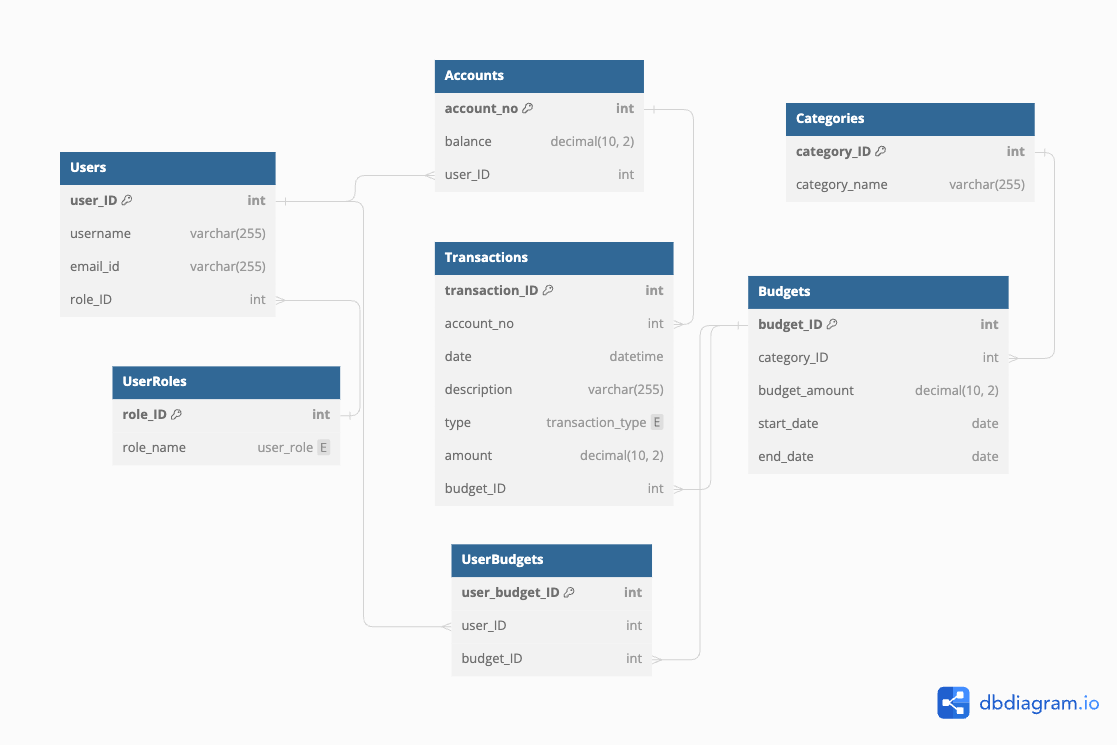 Accounts
account_no int
balance decimal(10, 2)
user_ID int
Categories
category_ID int
category_name varchar(255)
Users
user_ID int
username varchar(255)
email_id varchar(255)
role_ID int
Transactions
transaction_ID int
account_no int
date datetime
description varchar(255)
type transaction_type E
amount decimal(10, 2)
budget_ID int
Budgets
budget_ID int
category_ID int
budget_amount decimal(10, 2)
start_date date
end_date date
UserRoles
role_ID int
role_name user_role E
UserBudgets
user_budget_ID int
user_ID int
budget_ID int
dbdiagram.io